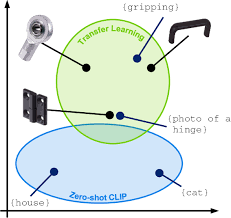 {gripping}
Transfer Learning
{photo of a
hinge}
{house}
{cat}
Zero-shot CLIP